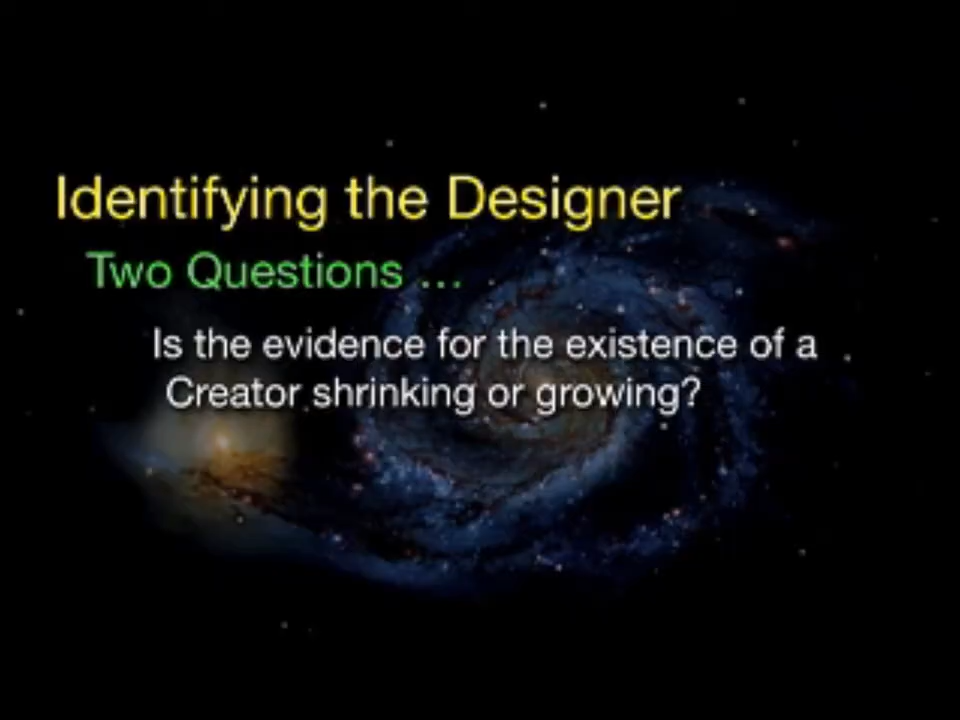 Identifying the Designer
Two Questions ...
Is the evidence for the existence of a
Creator shrinking or growing?